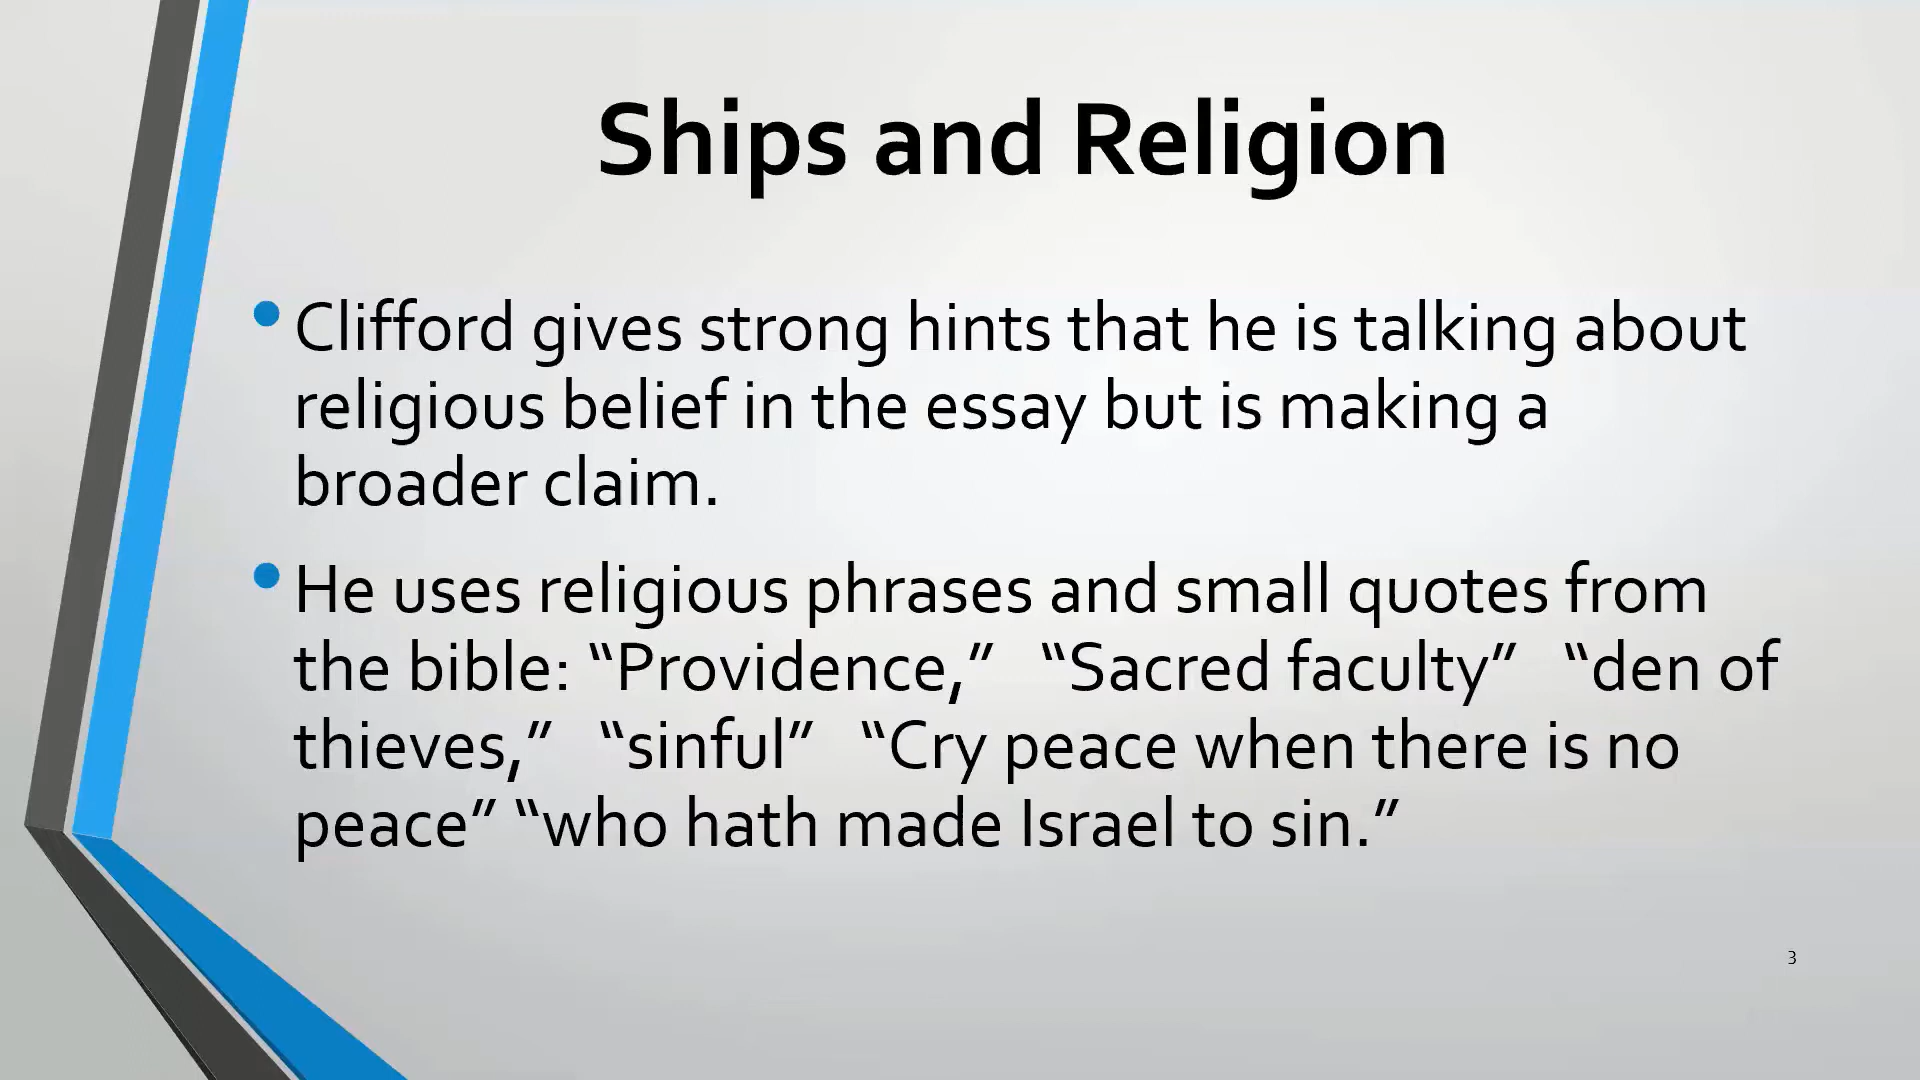 Ships and Religion
• Clifford gives strong hints that he is talking about
religious belief in the essay but is making a
broader claim.
• He uses religious phrases and small quotes from
the bible: “Providence,”   “Sacred faculty”   “den of
thieves,”   “sinful”   “Cry peace when there is no
peace” “who hath made Israel to sin.”
3